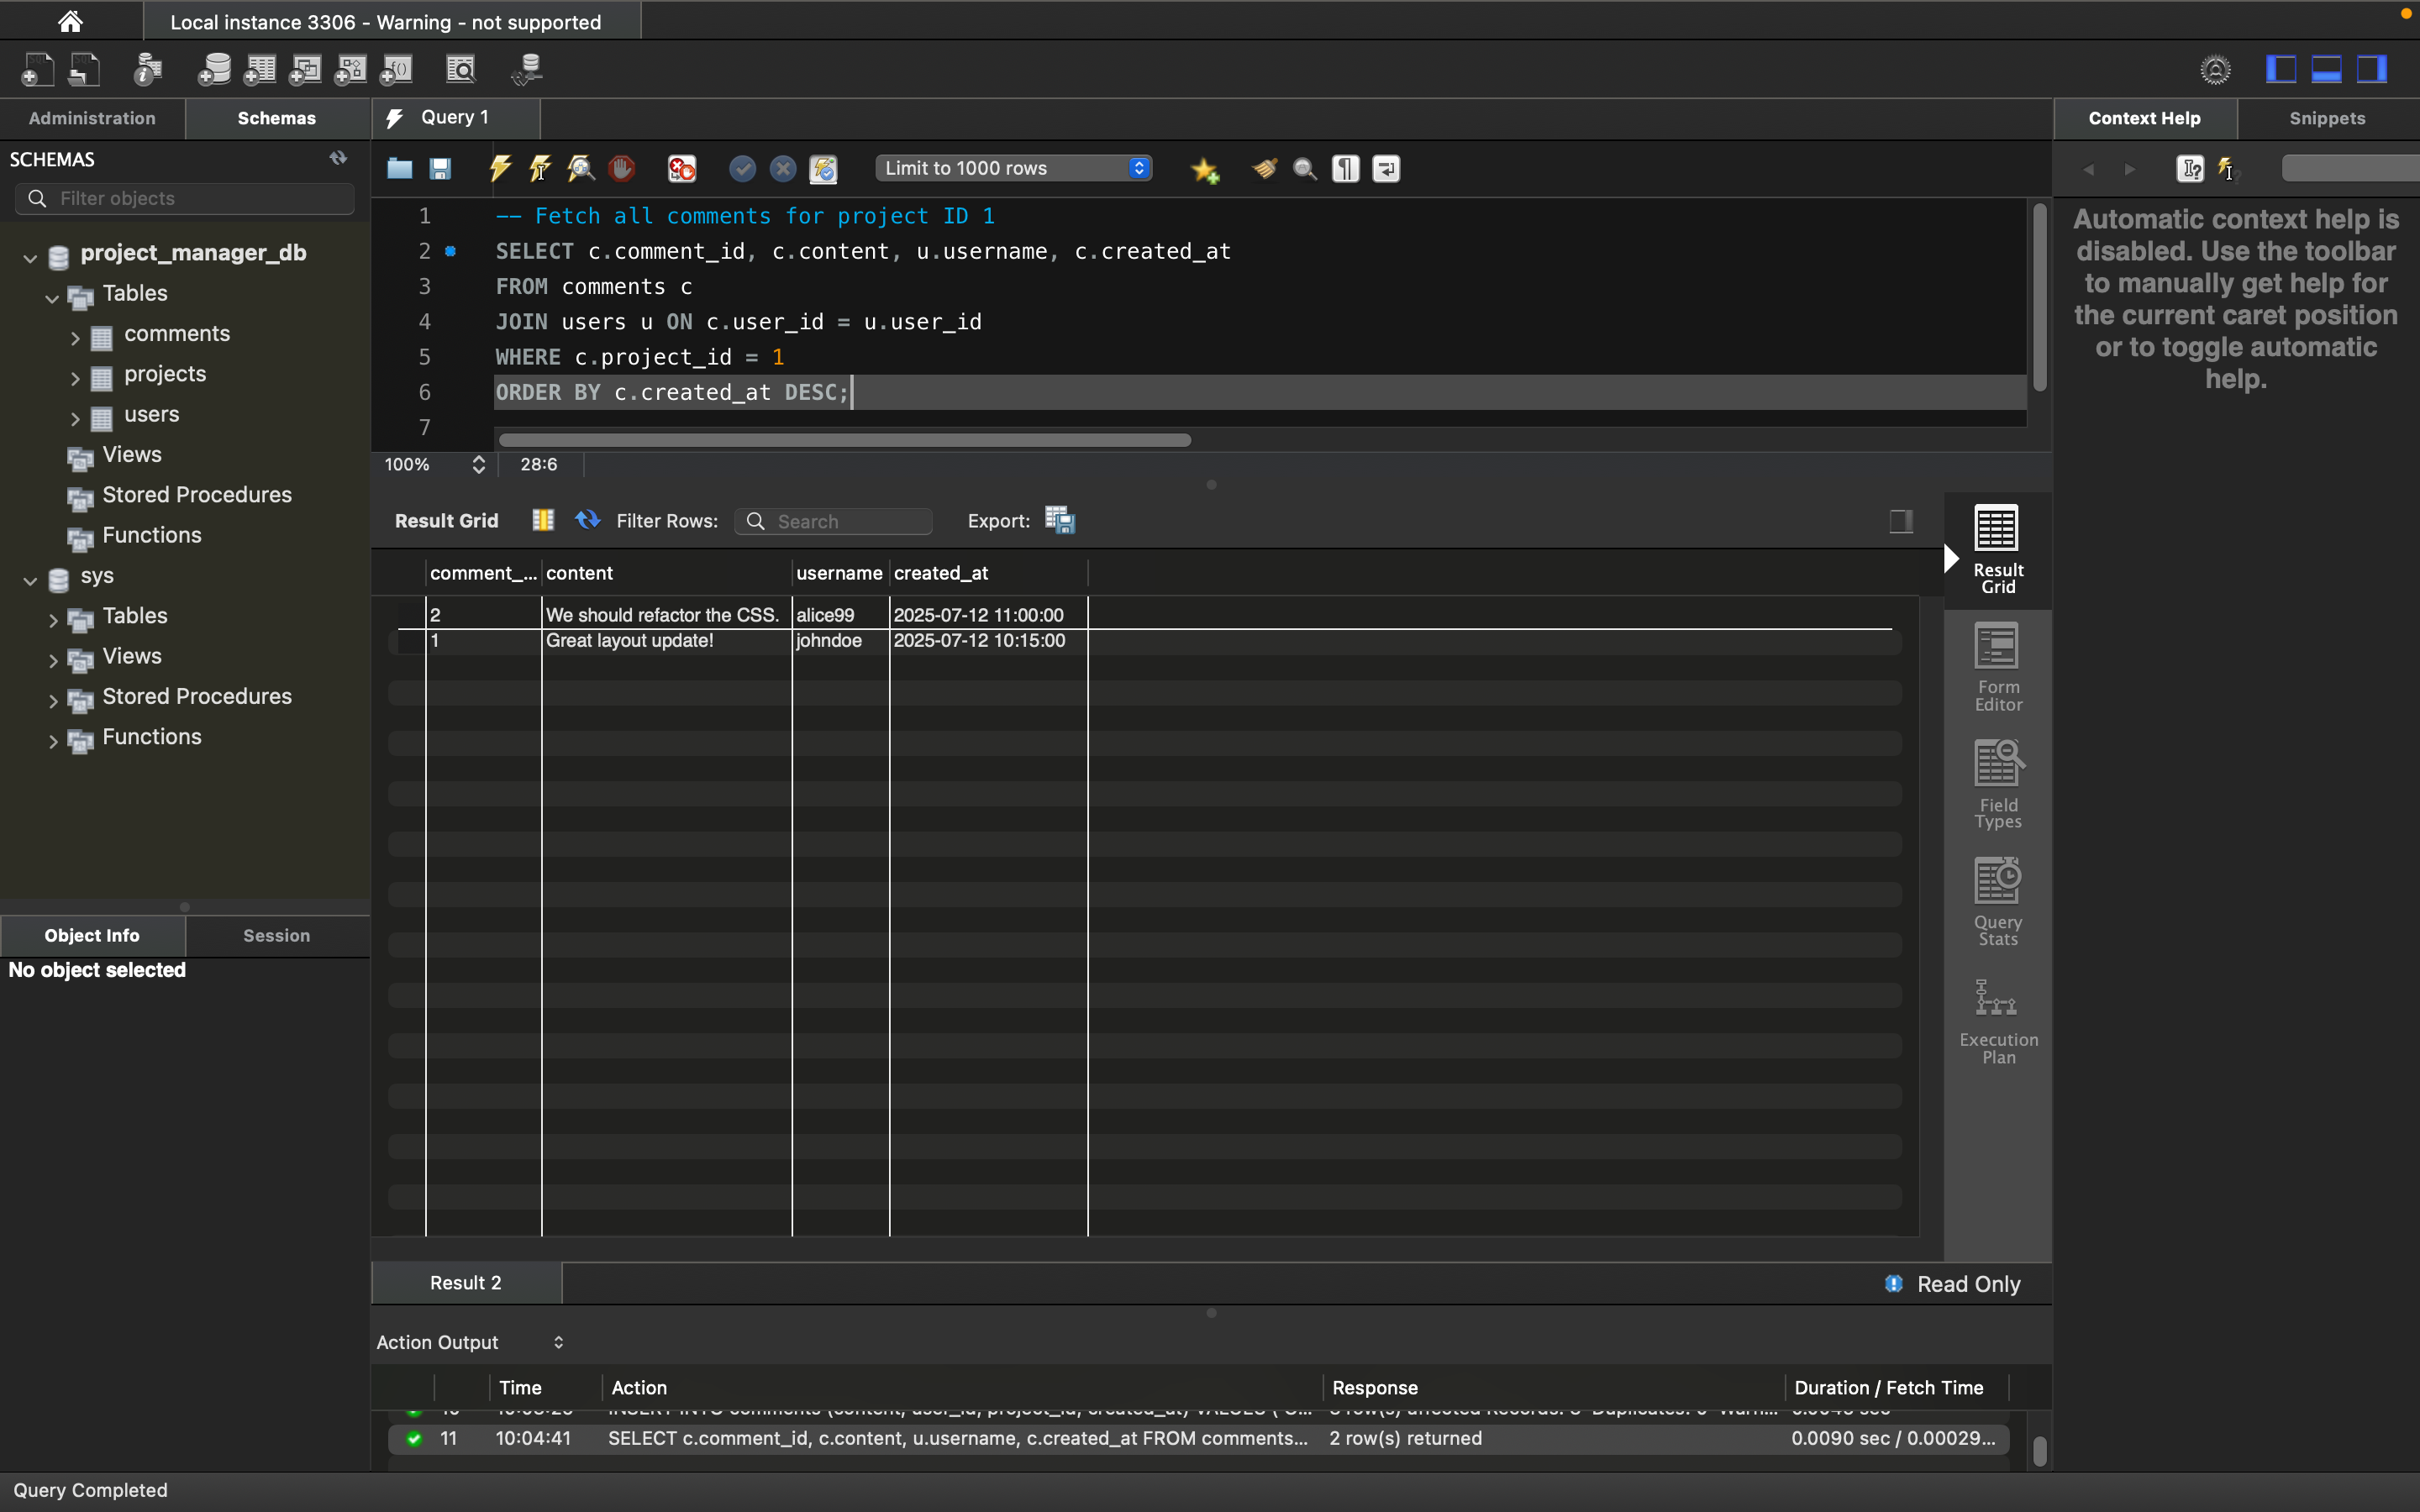 Local instance 3306 - Warning - not supported
Administration
Schemas
Query 1
Context Help
Snippets
SCHEMAS
Filter objects
Limit to 1000 rows
project_manager_db
Tables
comments
projects
users
Views
Stored Procedures
Functions
sys
Tables
Views
Stored Procedures
Functions
1 -- Fetch all comments for project ID 1
2 SELECT c.comment_id, c.content, u.username, c.created_at
3 FROM comments c
4 JOIN users u ON c.user_id = u.user_id
5 WHERE c.project_id = 1
6 ORDER BY c.created_at DESC;
7
100% 28:6
Automatic context help is
disabled. Use the toolbar
to manually get help for
the current caret position
or to toggle automatic
help.
Result Grid
Filter Rows:
Search
Export:
comment_... content username created_at
2 We should refactor the CSS. alice99 2025-07-12 11:00:00
1 Great layout update! johndoe 2025-07-12 10:15:00
Result
Grid
Form
Editor
Field
Types
Query
Stats
Execution
Plan
Object Info
Session
No object selected
Result 2
Read Only
Action Output
Time Action Response Duration / Fetch Time
11 10:04:41 SELECT c.comment_id, c.content, u.username, c.created_at FROM comments... 2 row(s) returned 0.0090 sec / 0.00029...
Query Completed